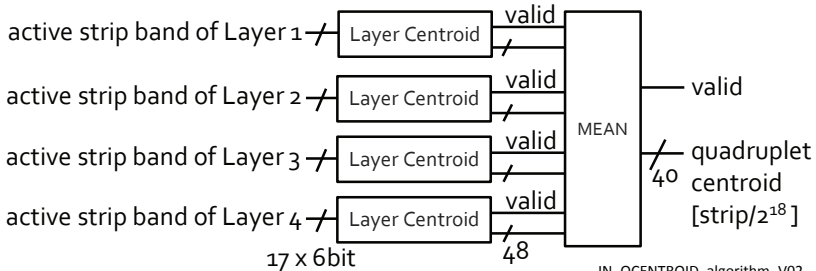 active strip band of Layer 1 Layer Centroid valid
active strip band of Layer 2 Layer Centroid valid valid
MEAN
active strip band of Layer 3 Layer Centroid valid quadruplet
40 centroid
active strip band of Layer 4 Layer Centroid valid [strip/2¹⁸]
17 x 6bit 48